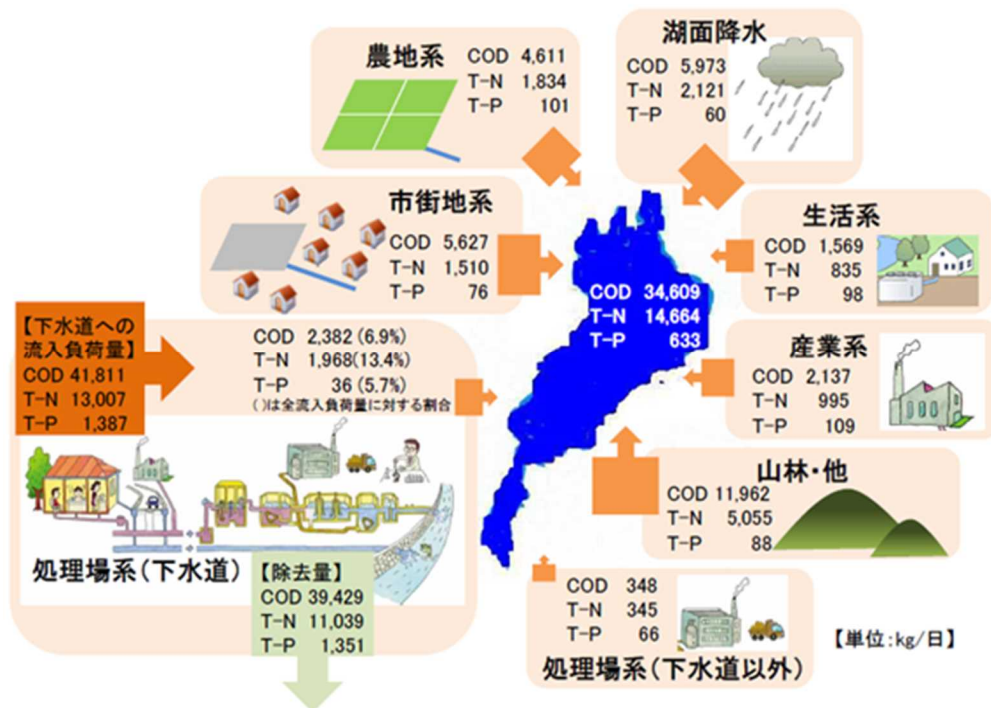 農地系
COD 4,611
T-N 1,834
T-P 101
湖面降水
COD 5,973
T-N 2,121
T-P 60
市街地系
COD 5,627
T-N 1,510
T-P 76
生活系
COD 1,569
T-N 835
T-P 98
COD 34,609
T-N 14,664
T-P 633
【下水道への
流入負荷量】
COD 41,811
T-N 13,007
T-P 1,387
COD 2,382 (6.9%)
T-N 1,968(13.4%)
T-P 36 (5.7%)
( )は全流入負荷量に対する割合
産業系
COD 2,137
T-N 995
T-P 109
山林・他
COD 11,962
T-N 5,055
T-P 88
処理場系(下水道)
【除去量】
COD 39,429
T-N 11,039
T-P 1,351
COD 348
T-N 345
T-P 66
処理場系(下水道以外)
【単位:kg/日】